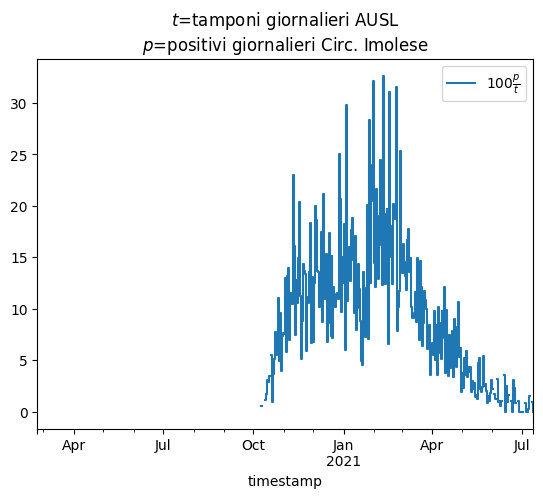 t=tamponi giornalieri AUSL
p=positivi giornalieri Circ. Imolese
100 p/t
30
25
20
15
10
5
0
Apr Jul Oct Jan Apr Jul
2021
timestamp